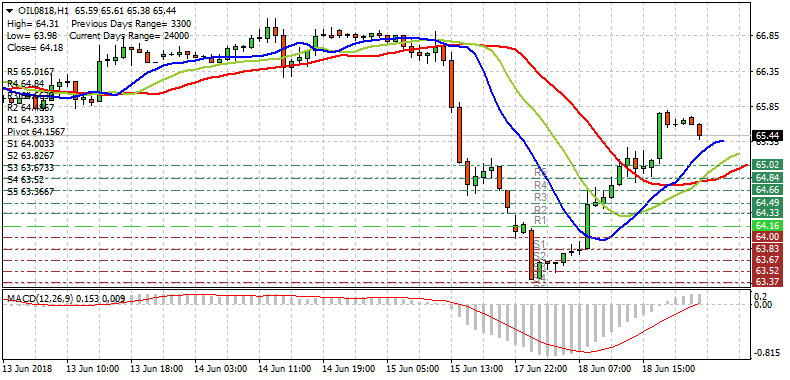 OIL0818,H1 65.59 65.61 65.38 65.44
High= 64.31 Previous Days Range= 3300
Low= 63.98 Current Days Range= 24000
Close= 64.18
R5 65.0167
R4 64.84
R1 64.3333
Pivot 64.1567
S1 64.0033
S2 63.8267
S3 63.6733
S4 63.52
S5 63.3667
R4
R3
R2
R1
S1
S2
66.85
66.35
65.85
65.44
65.35
65.02
64.84
64.66
64.49
64.33
64.16
64.00
63.83
63.67
63.52
63.37
MACD(12,26,9) 0.153 0.009
0.2
0.00
-0.815
13 Jun 2018 13 Jun 10:00 13 Jun 18:00 14 Jun 03:00 14 Jun 11:00 14 Jun 19:00 15 Jun 05:00 15 Jun 13:00 17 Jun 22:00 18 Jun 07:00 18 Jun 15:00